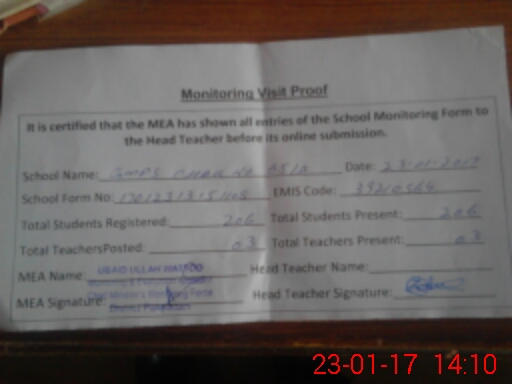 Monitoring Visit Proof
It is certified that the MEA has shown all entries of the School Monitoring Form to
the Head Teacher before its online submission.
School Name: Date: 23-01-2017
School Form No: EMIS Code:
Total Students Registered: 206 Total Students Present: 206
Total TeachersPosted: 03 Total Teachers Present: 03
MEA Name: UBAID ULLAH Head Teacher Name:
MEA Signature: Head Teacher Signature:
23-01-17 14:10